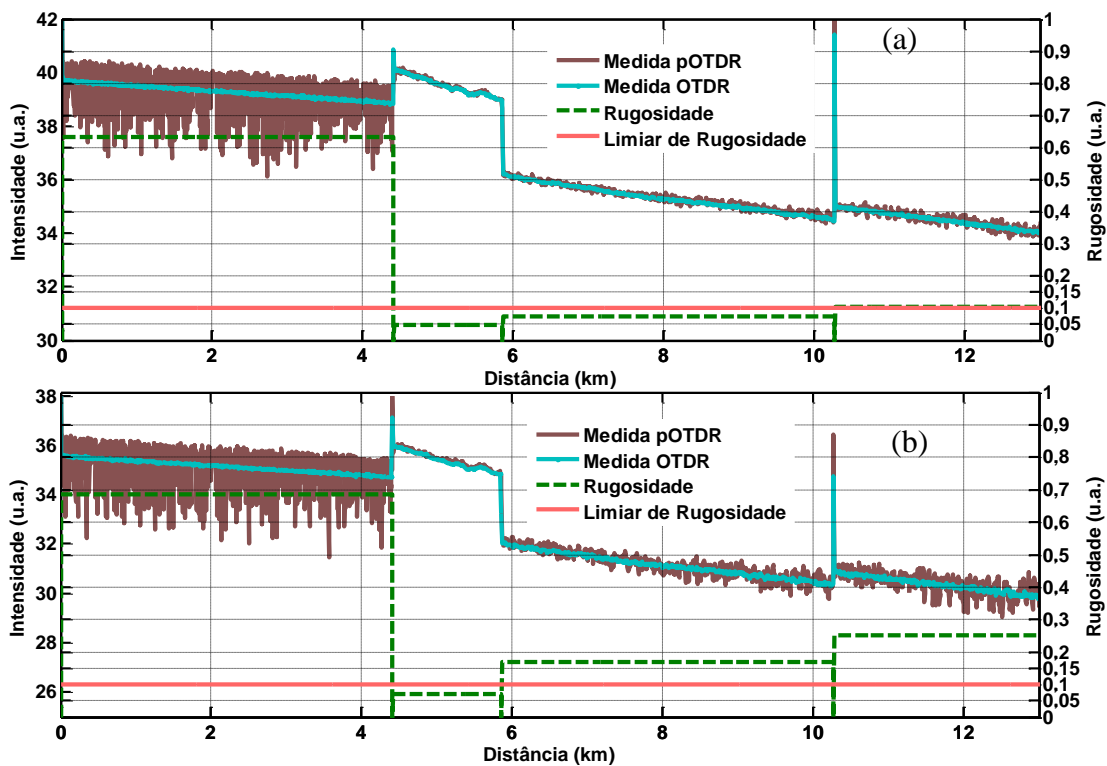 (a)
Intensidade (u.a.)
42
40
38
36
34
32
30
Medida pOTDR
Medida OTDR
Rugosidade
Limiar de Rugosidade
1
0,9
0,8
0,7
0,6
0,5
0,4
0,3
0,2
0,15
0,1
0,05
0
Rugosidade (u.a.)
0 2 4 6 8 10 12
Distância (km)
(b)
Intensidade (u.a.)
38
36
34
32
30
28
26
Medida pOTDR
Medida OTDR
Rugosidade
Limiar de Rugosidade
1
0,9
0,8
0,7
0,6
0,5
0,4
0,3
0,2
0,15
0,1
0,05
0
Rugosidade (u.a.)
0 2 4 6 8 10 12
Distância (km)